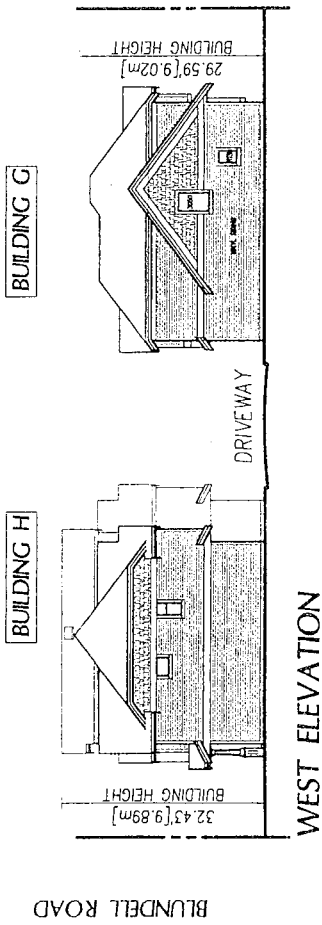 BUILDING H
BUILDING G
32.43'[9.89m]
BUILDING HEIGHT
29.59'[9.02m]
BUILDING HEIGHT
DRIVEWAY
WEST ELEVATION
BLUNDELL ROAD